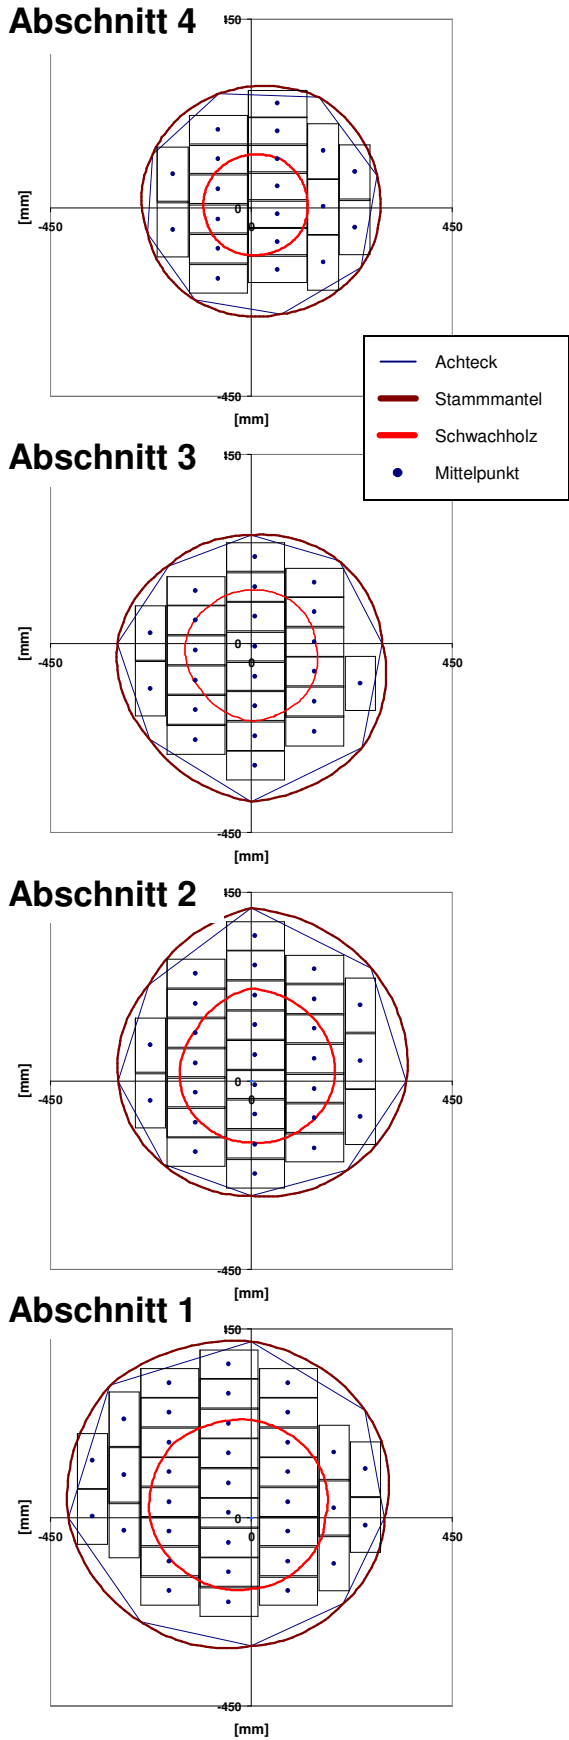 Abschnitt 4
450
[mm]
-450
0
0
450
-450
[mm]
Achteck
Stammmantel
Schwachholz
Mittelpunkt
Abschnitt 3
450
[mm]
-450
0
0
450
-450
[mm]
Abschnitt 2
450
[mm]
-450
0
0
450
-450
[mm]
Abschnitt 1
450
[mm]
-450
0
0
450
-450
[mm]